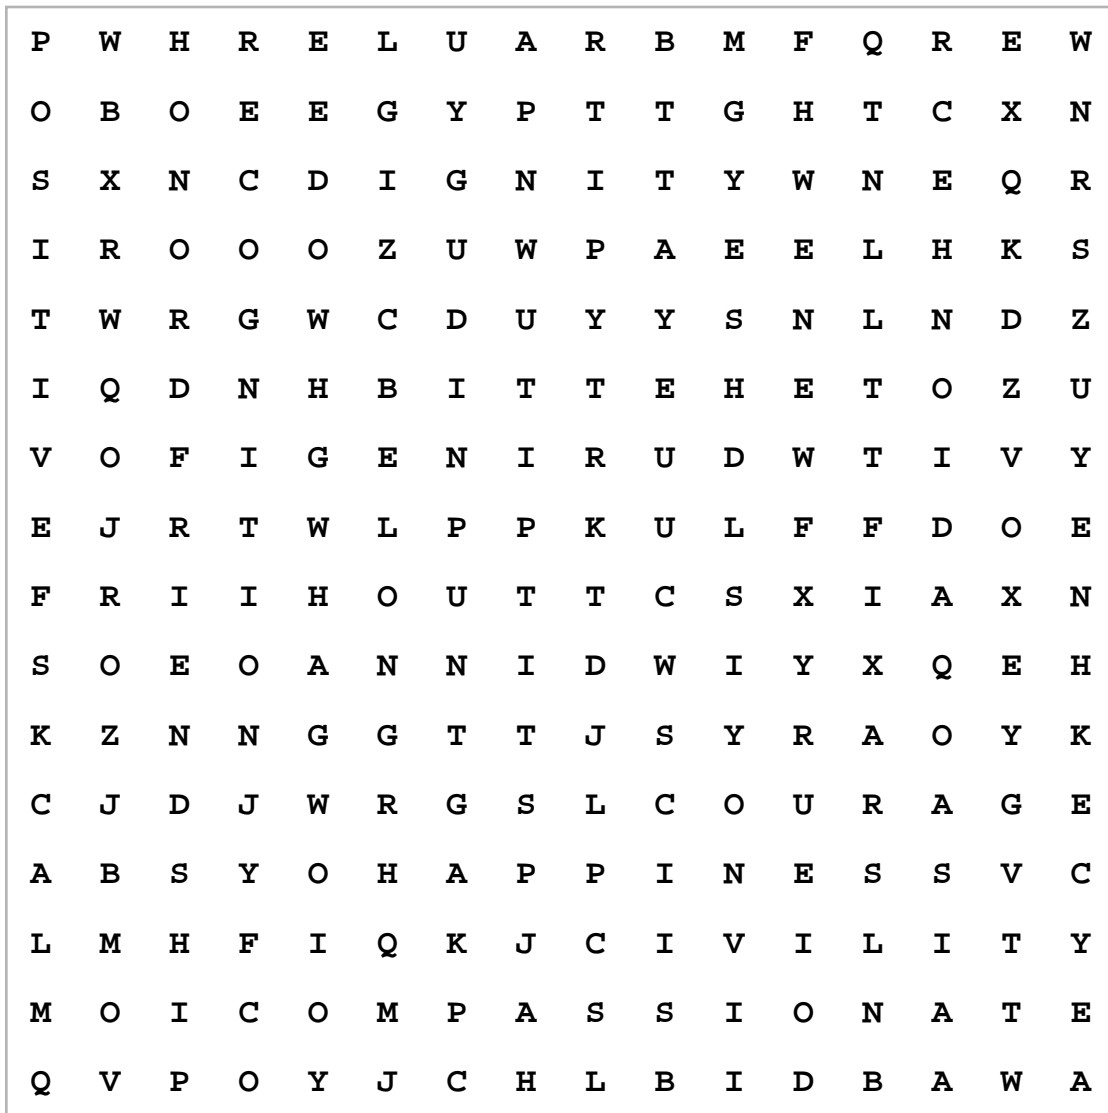 P W H R E L U A R B M F Q R E W
O B O E E G Y P T T G H T C X N
S X N C D I G N I T Y W N E Q R
I R O O O Z U W P A E E L H K S
T W R G W C D U Y Y S N L N D Z
I Q D N H B I T T E H E T O Z U
V O F I G E N I R U D W T I V Y
E J R T W L P P K U L F F D O E
F R I I H O U T T C S X I A X N
S O E O A N N I D W I Y X Q E H
K Z N N G G T T J S Y R A O Y K
C J D J W R G S L C O U R A G E
A B S Y O H A P P I N E S S V C
L M H F I Q K J C I V I L I T Y
M O I C O M P A S S I O N A T E
Q V P O Y J C H L B I D B A W A